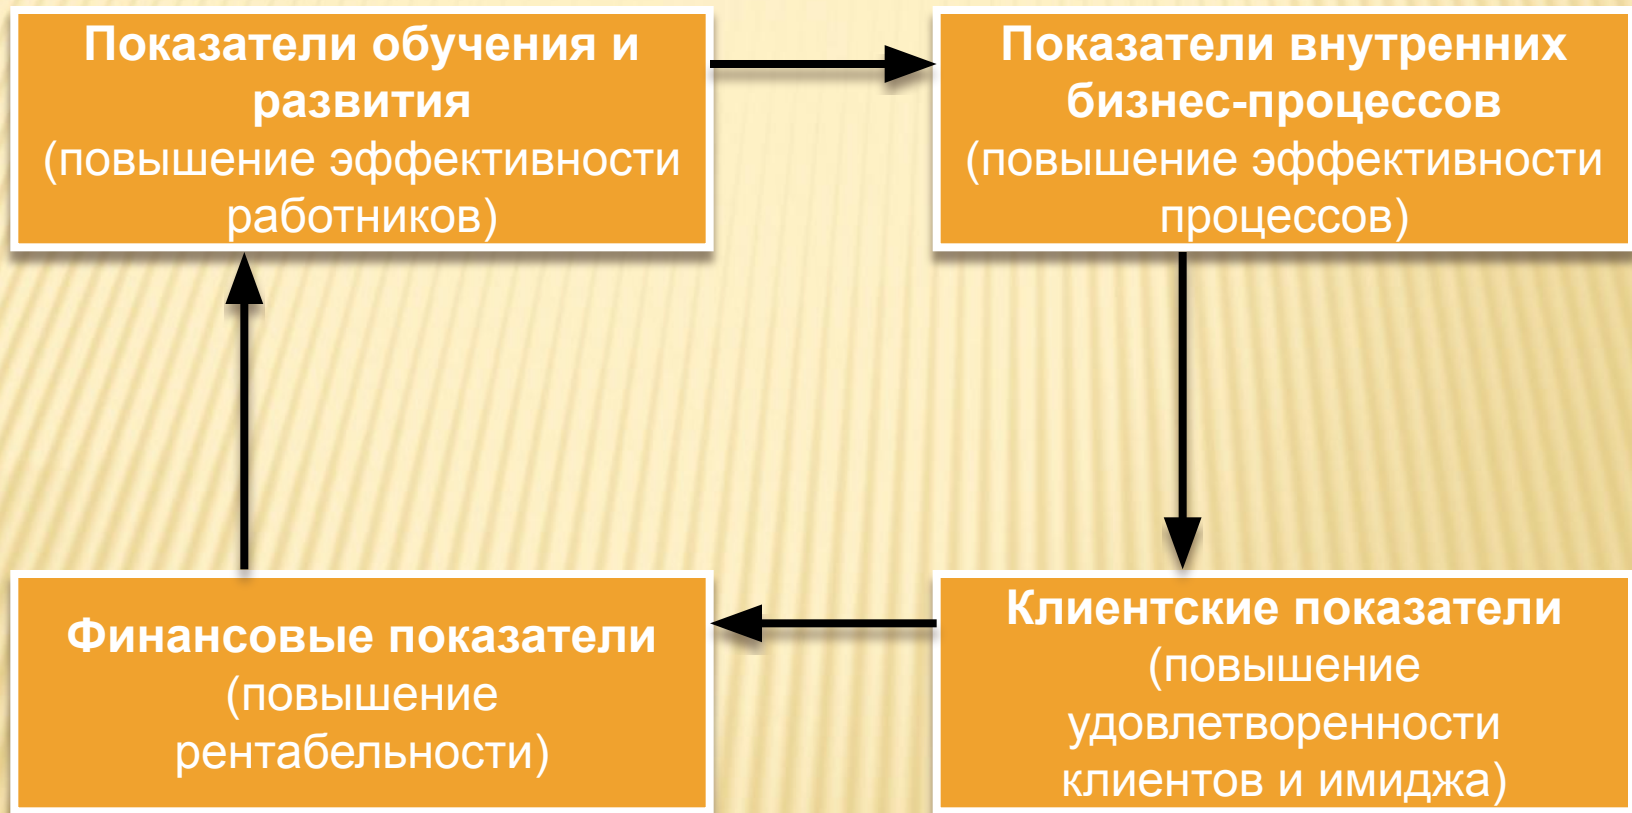 Показатели обучения и
развития
(повышение эффективности
работников)
Показатели внутренних
бизнес-процессов
(повышение эффективности
процессов)
Финансовые показатели
(повышение
рентабельности)
Клиентские показатели
(повышение
удовлетворенности
клиентов и имиджа)